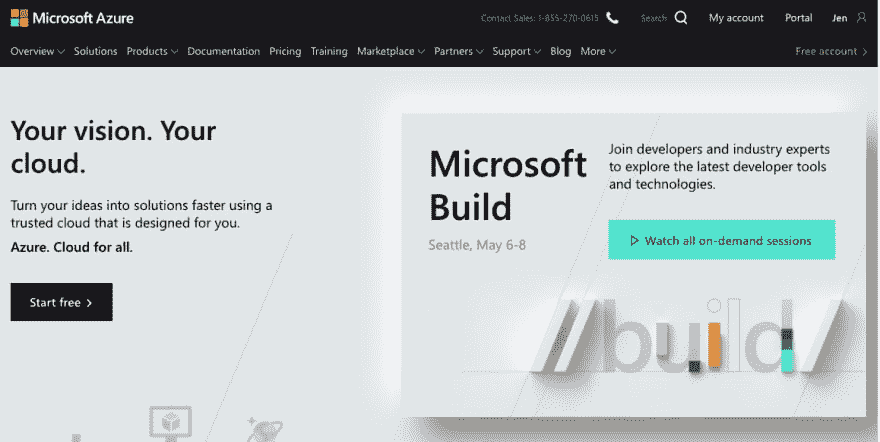 Microsoft Azure
Contact Sales: 1-855-270-0615
Search
My account
Portal
Jen
Overview Solutions Products Documentation Pricing Training Marketplace Partners Support Blog More
Free account
Your vision. Your
cloud.
Turn your ideas into solutions faster using a
trusted cloud that is designed for you.
Azure. Cloud for all.
Start free
Microsoft
Build
Seattle, May 6-8
Join developers and industry experts
to explore the latest developer tools
and technologies.
Watch all on-demand sessions
//build/